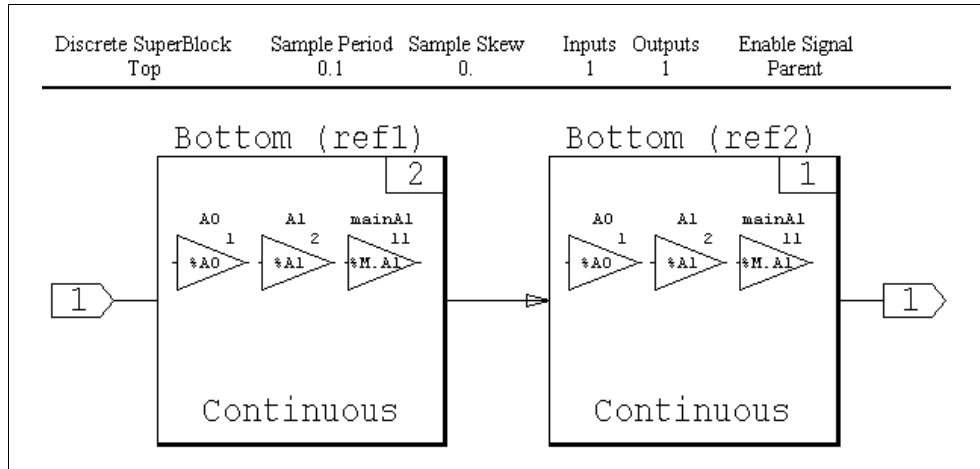 Discrete SuperBlock Sample Period Sample Skew Inputs Outputs Enable Signal
Top 0.1 0. 1 1 Parent
Bottom (ref1) Bottom (ref2)
2 1
A0 A1 mainA1 A0 A1 mainA1
1 2 11 1 2 11
%A0 %A1 %M.A1 %A0 %A1 %M.A1
1 1
Continuous Continuous